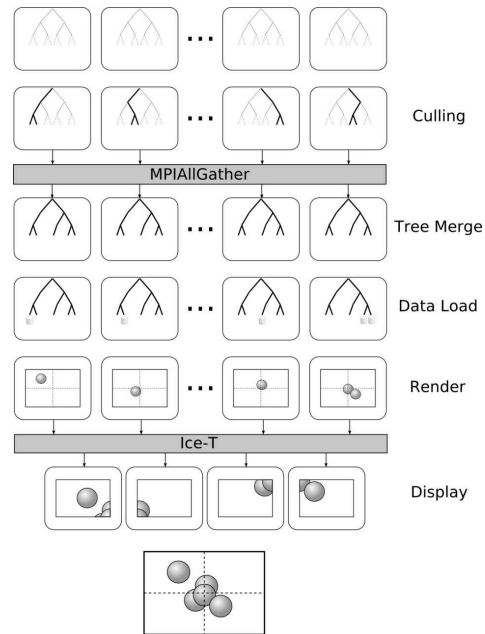 Culling
MPIAllGather
Tree Merge
Data Load
Render
Ice-T
Display